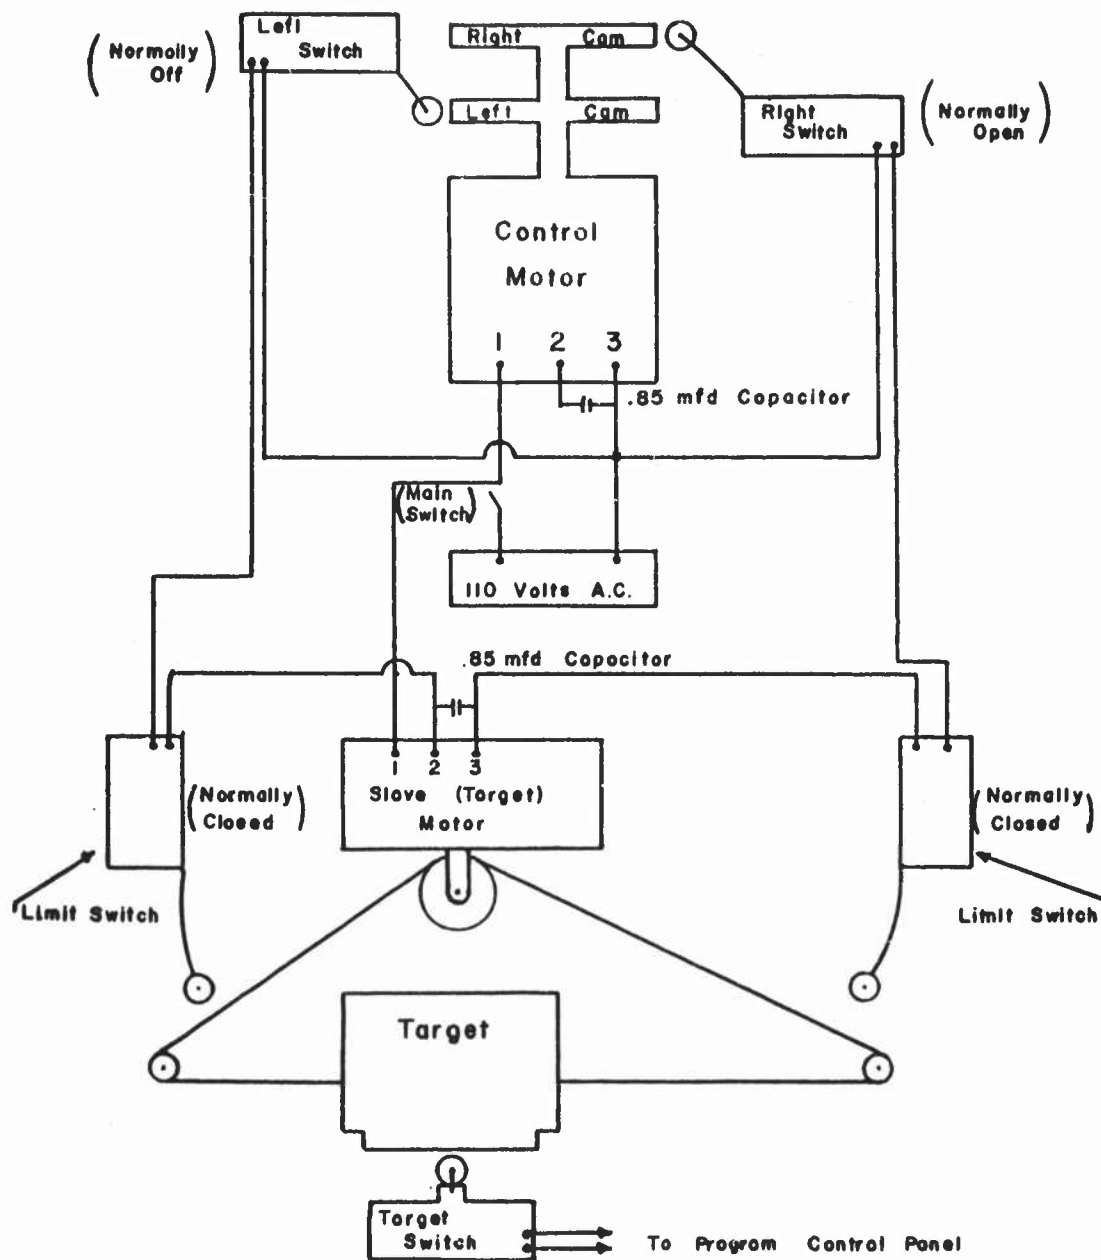 Left
Switch
(Normally
Off)
Right Cam
Left Cam
Right
Switch
(Normally
Open)
Control
Motor
1 2 3
.85 mfd Capacitor
(Main
Switch)
110 Volts A.C.
.85 mfd Capacitor
1 2 3
Slave (Target)
Motor
(Normally
Closed)
(Normally
Closed)
Limit Switch
Limit Switch
Target
Target
Switch
To Program Control Panel